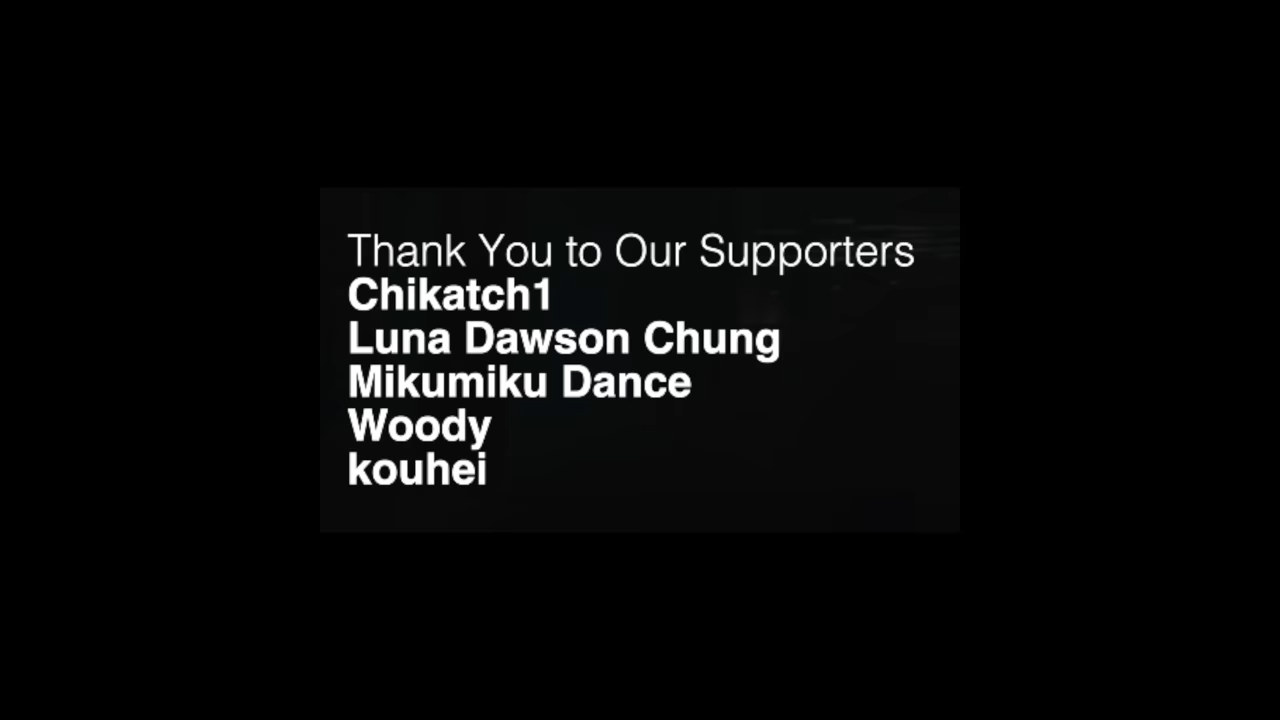 Thank You to Our Supporters
Chikatch1
Luna Dawson Chung
Mikumiku Dance
Woody
kouhei